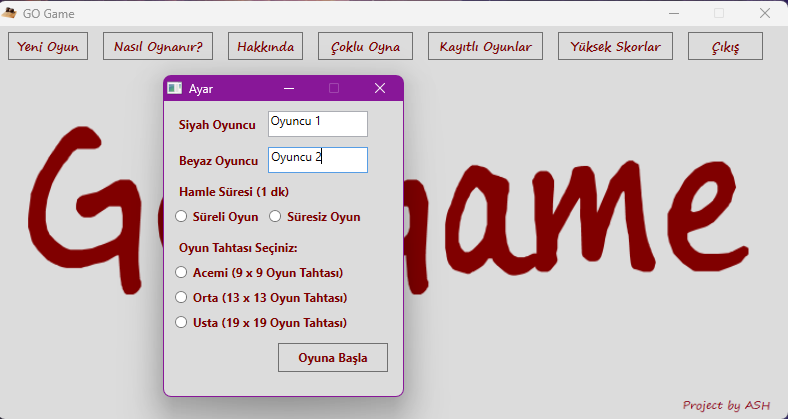 GO Game
Yeni Oyun Nasıl Oynanır? Hakkında Çoklu Oyna Kayıtlı Oyunlar Yüksek Skorlar Çıkış
Go game
Ayar
Siyah Oyuncu Oyuncu 1
Beyaz Oyuncu Oyuncu 2
Hamle Süresi (1 dk)
Süreli Oyun Süresiz Oyun
Oyun Tahtası Seçiniz:
Acemi (9 x 9 Oyun Tahtası)
Orta (13 x 13 Oyun Tahtası)
Usta (19 x 19 Oyun Tahtası)
Oyuna Başla
Project by ASH